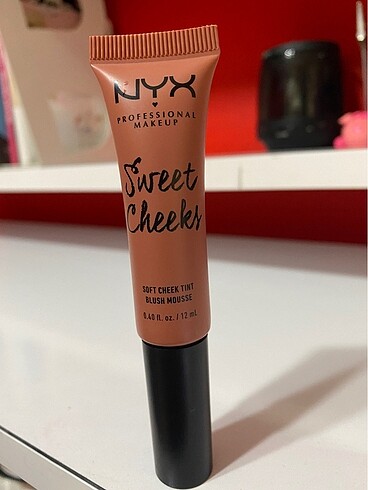 NYX
PROFESSIONAL
MAKEUP
Sweet
Cheeks
SOFT CHEEK TINT
BLUSH MOUSSE
0.40 fl. oz. / 12 mL